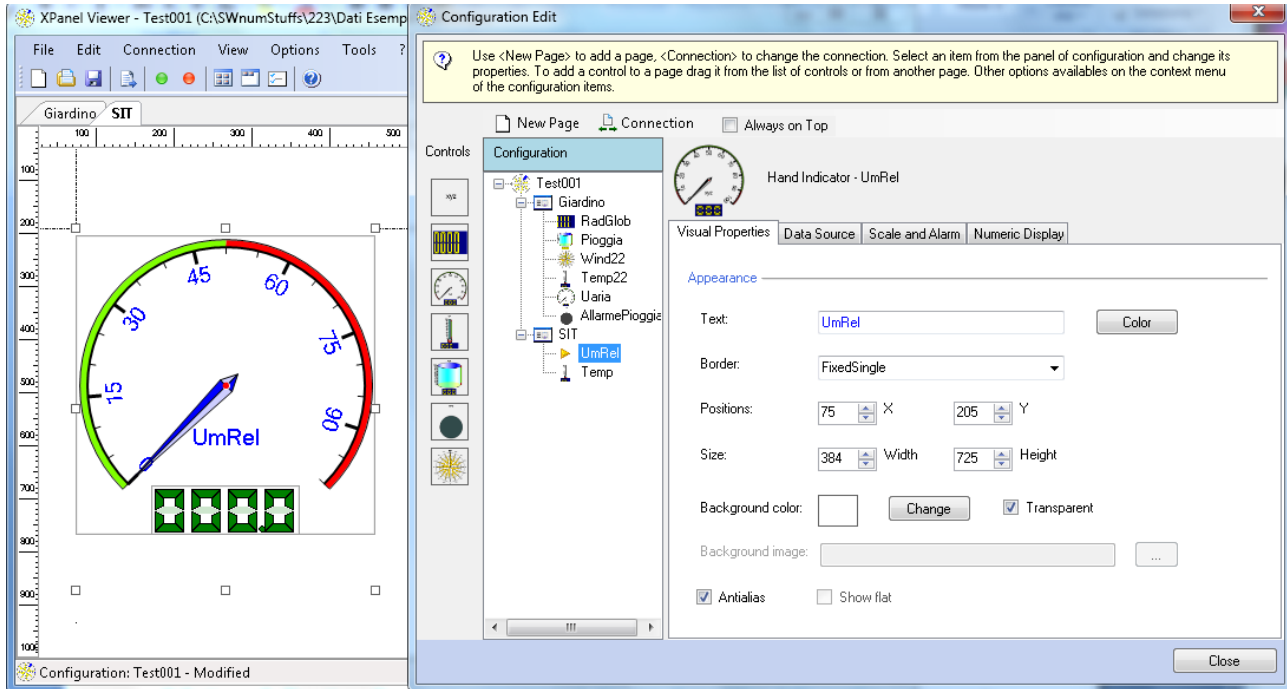 XPanel Viewer - Test001 (C:\SWnumStuffs\223\Dati Esemp
File Edit Connection View Options Tools ?
Giardino SIT
100 200 300 400 500
100
200
300
400
500
600
700
800
900
1000
15 30 45 60 75 90
UmRel
Configuration: Test001 - Modified
Configuration Edit
Use <New Page> to add a page, <Connection> to change the connection. Select an item from the panel of configuration and change its
properties. To add a control to a page drag it from the list of controls or from another page. Other options availables on the context menu
of the configuration items.
New Page Connection Always on Top
Controls
xyz
Configuration
Test001
Giardino
RadGlob
Pioggia
Wind22
Temp22
Uaria
AllarmePioggia
SIT
UmRel
Temp
Hand Indicator - UmRel
Visual Properties Data Source Scale and Alarm Numeric Display
Appearance
Text: UmRel Color
Border: FixedSingle
Positions: 75 X 205 Y
Size: 384 Width 725 Height
Background color: Change Transparent
Background image: ...
Antialias Show flat
Close